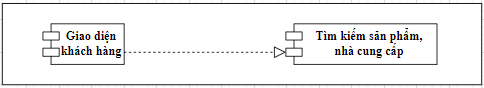 Giao diện
khách hàng
Tìm kiếm sản phẩm,
nhà cung cấp